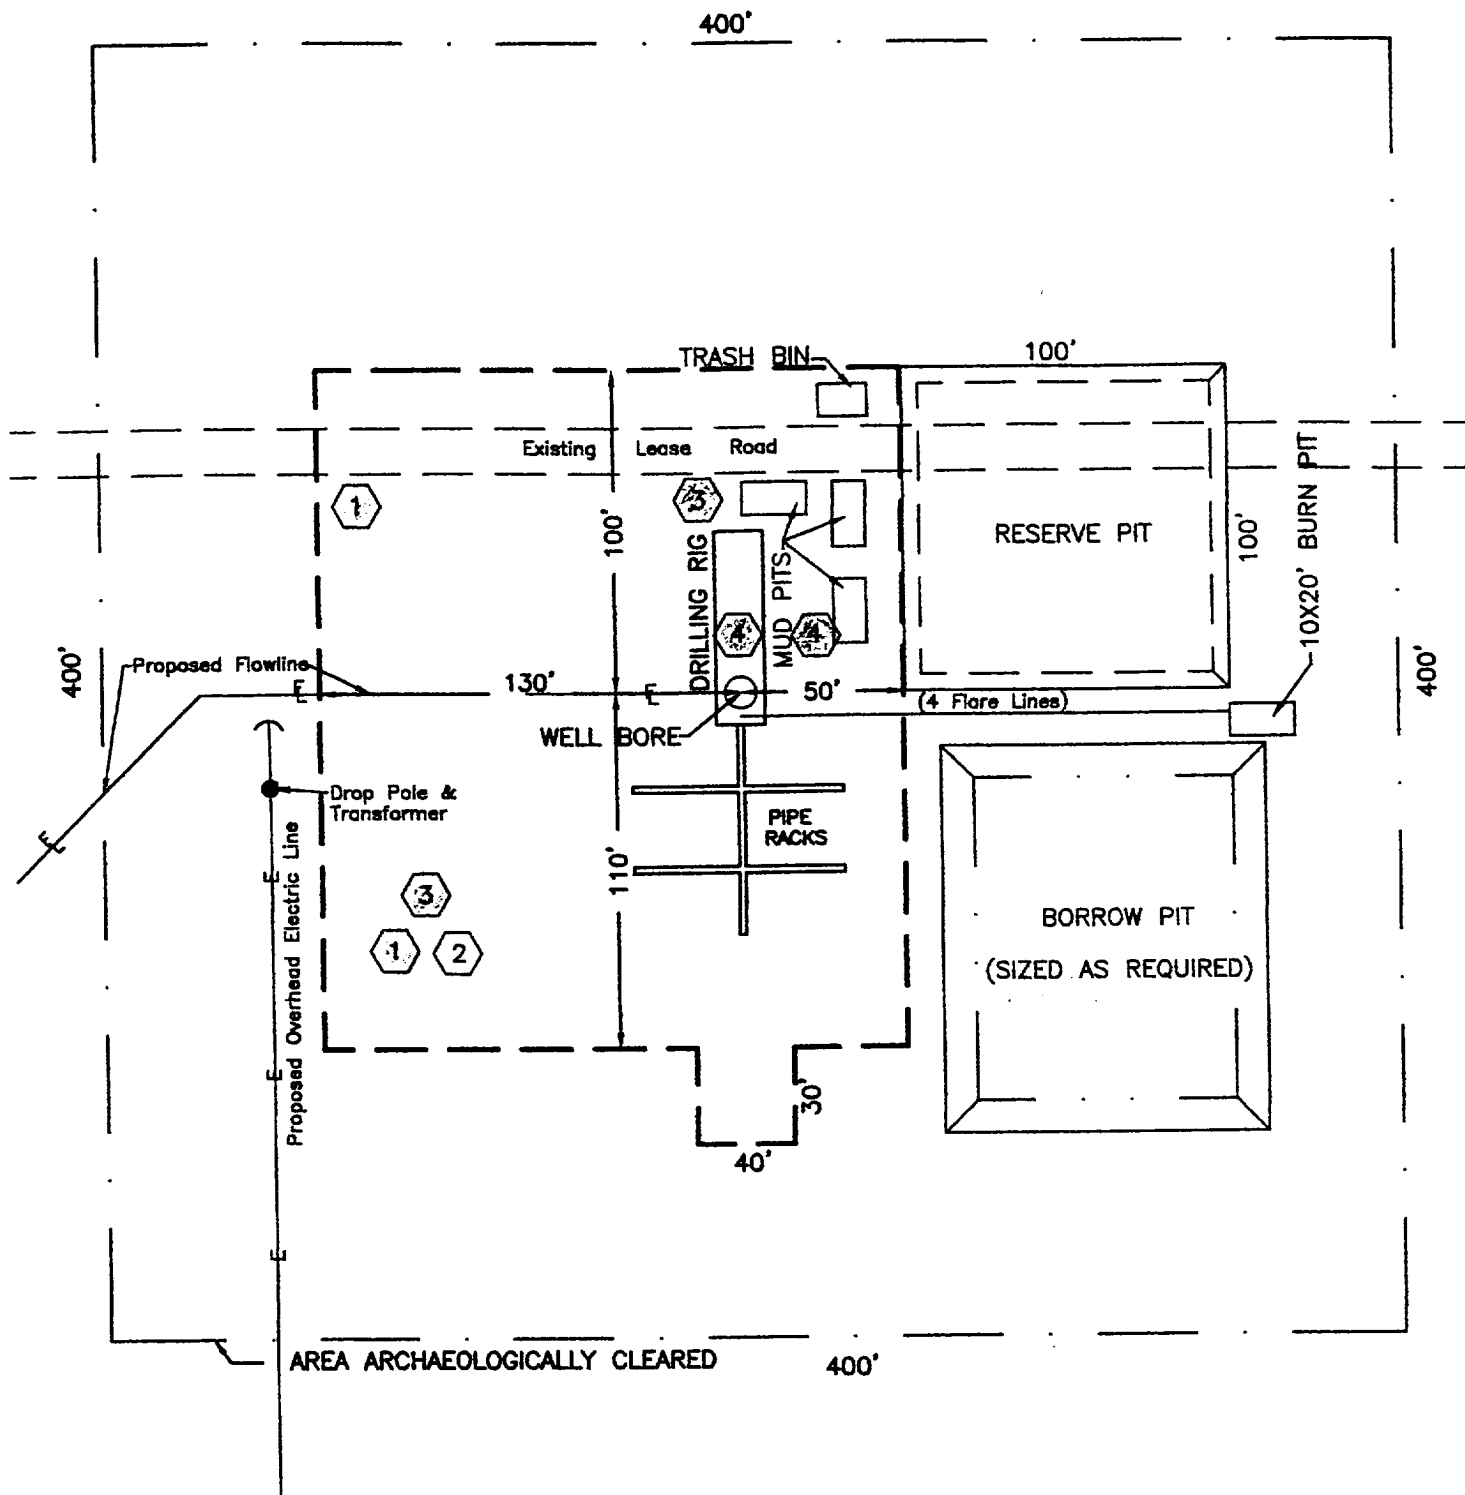 400'
TRASH BIN
100'
Existing Lease Road
1
3
100'
DRILLING RIG
MUD PITS
RESERVE PIT
100'
10X20' BURN PIT
4
4
400'
Proposed Flowline
130'
50'
400'
(4 Flare Lines)
WELL BORE
Drop Pole &
Transformer
PIPE
RACKS
110'
Proposed Overhead Electric Line
E
E
E
3
1
2
BORROW PIT
(SIZED AS REQUIRED)
30'
40'
AREA ARCHAEOLOGICALLY CLEARED
400'